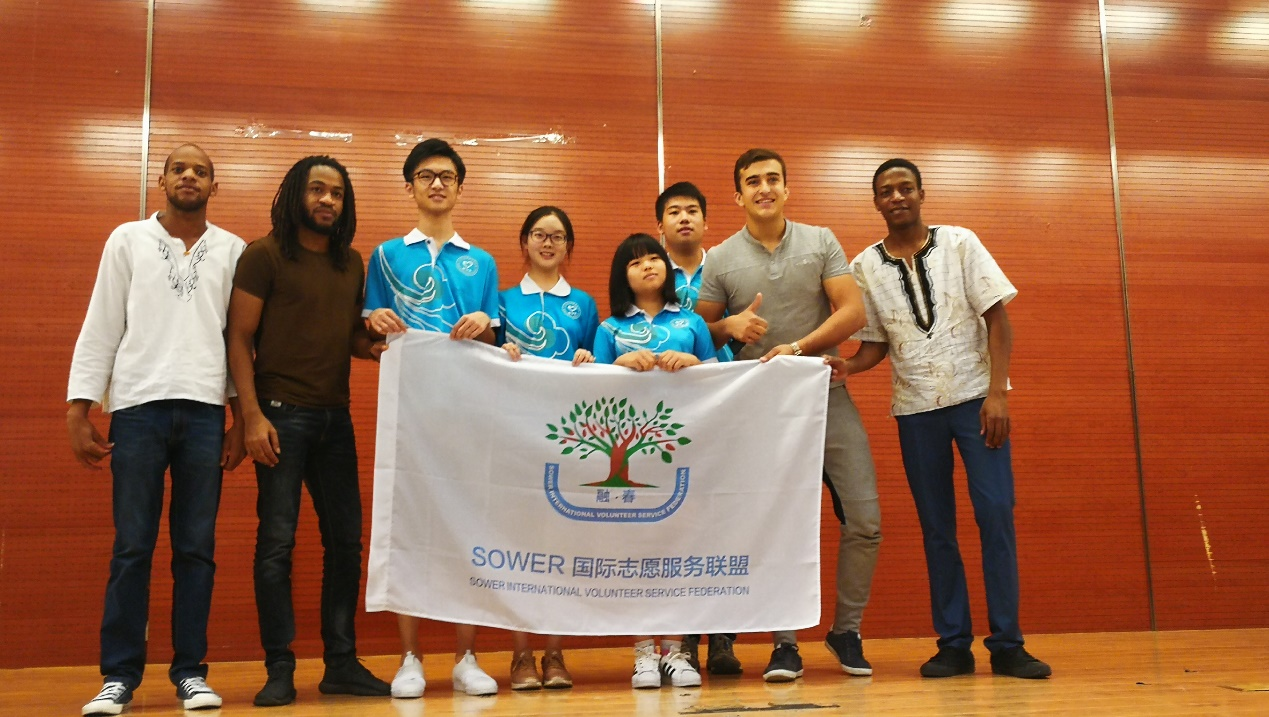 融·春
SOWER INTERNATIONAL VOLUNTEER SERVICE FEDERATION
SOWER 国际志愿服务联盟
SOWER INTERNATIONAL VOLUNTEER SERVICE FEDERATION